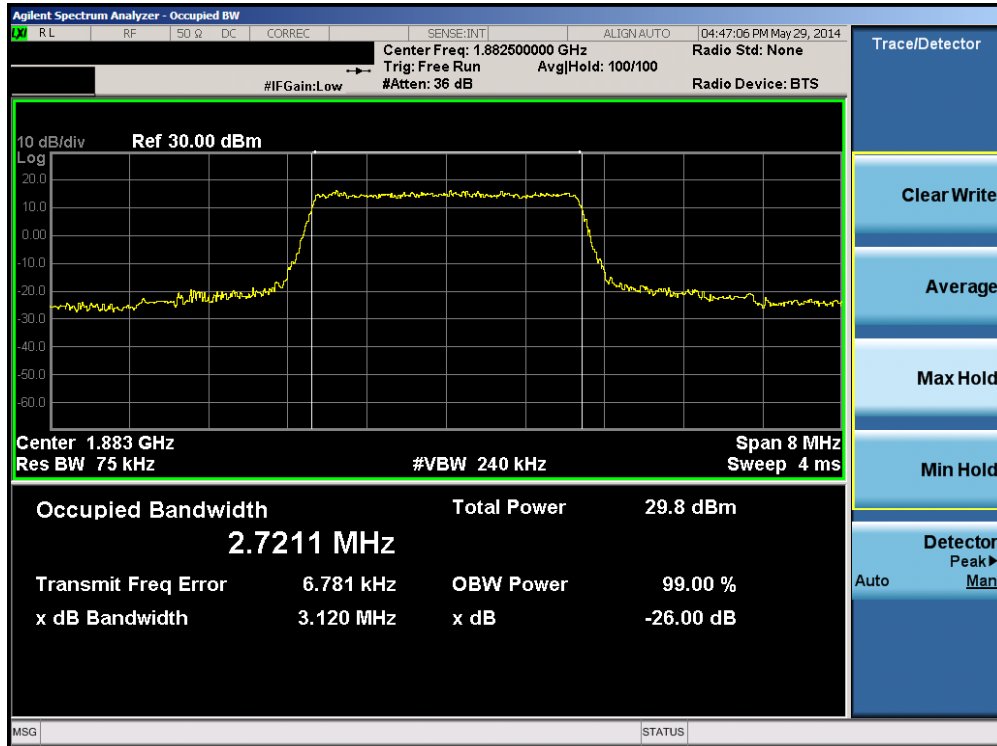 Agilent Spectrum Analyzer - Occupied BW
LXI RL RF 50 Ω DC CORREC SENSE:INT ALIGN AUTO 04:47:06 PM May 29, 2014
Center Freq: 1.882500000 GHz Radio Std: None
Trig: Free Run Avg|Hold: 100/100
#IFGain:Low #Atten: 36 dB Radio Device: BTS
10 dB/div Ref 30.00 dBm
Log
20.0
10.0
0.00
-10.0
-20.0
-30.0
-40.0
-50.0
-60.0
Center 1.883 GHz Span 8 MHz
Res BW 75 kHz #VBW 240 kHz Sweep 4 ms
Occupied Bandwidth Total Power 29.8 dBm
2.7211 MHz
Transmit Freq Error 6.781 kHz OBW Power 99.00 %
x dB Bandwidth 3.120 MHz x dB -26.00 dB
MSG STATUS
Trace/Detector
Clear Write
Average
Max Hold
Min Hold
Detector
Peak▶
Auto Man